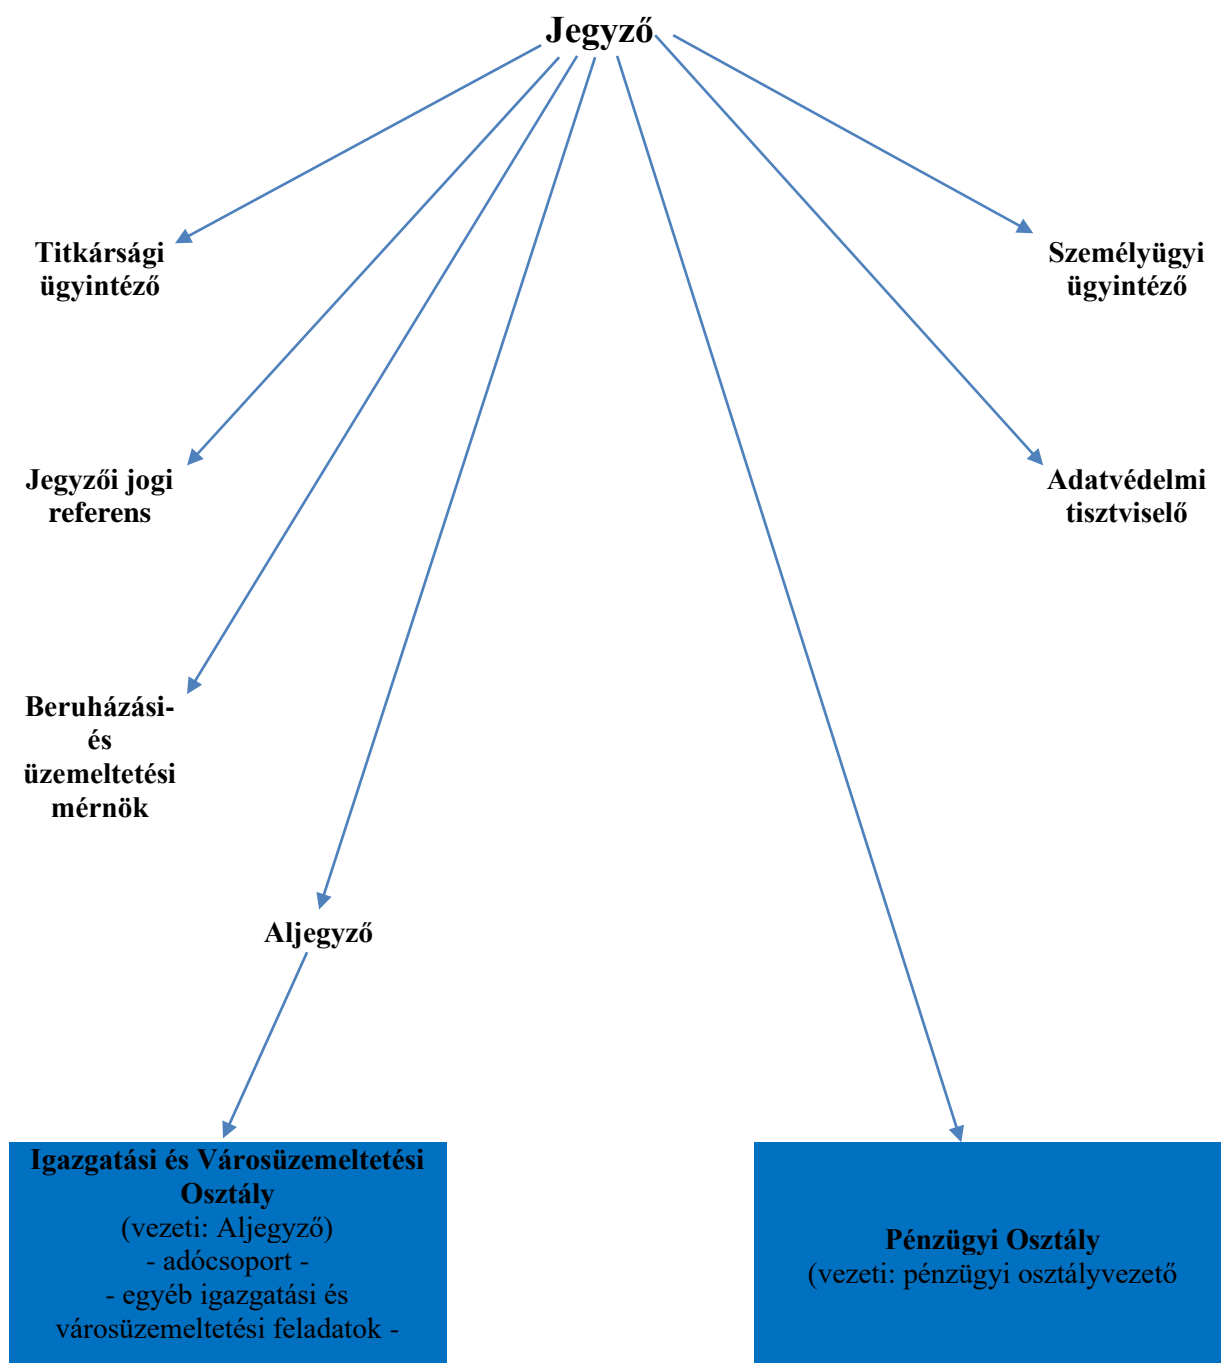 Jegyző
Titkársági
ügyintéző
Személyügyi
ügyintéző
Jegyzői jogi
referens
Adatvédelmi
tisztviselő
Beruházási-
és
üzemeltetési
mérnök
Aljegyző
Igazgatási és Városüzemeltetési
Osztály
(vezeti: Aljegyző)
- adócsoport -
- egyéb igazgatási és
városüzemeltetési feladatok -
Pénzügyi Osztály
(vezeti: pénzügyi osztályvezető